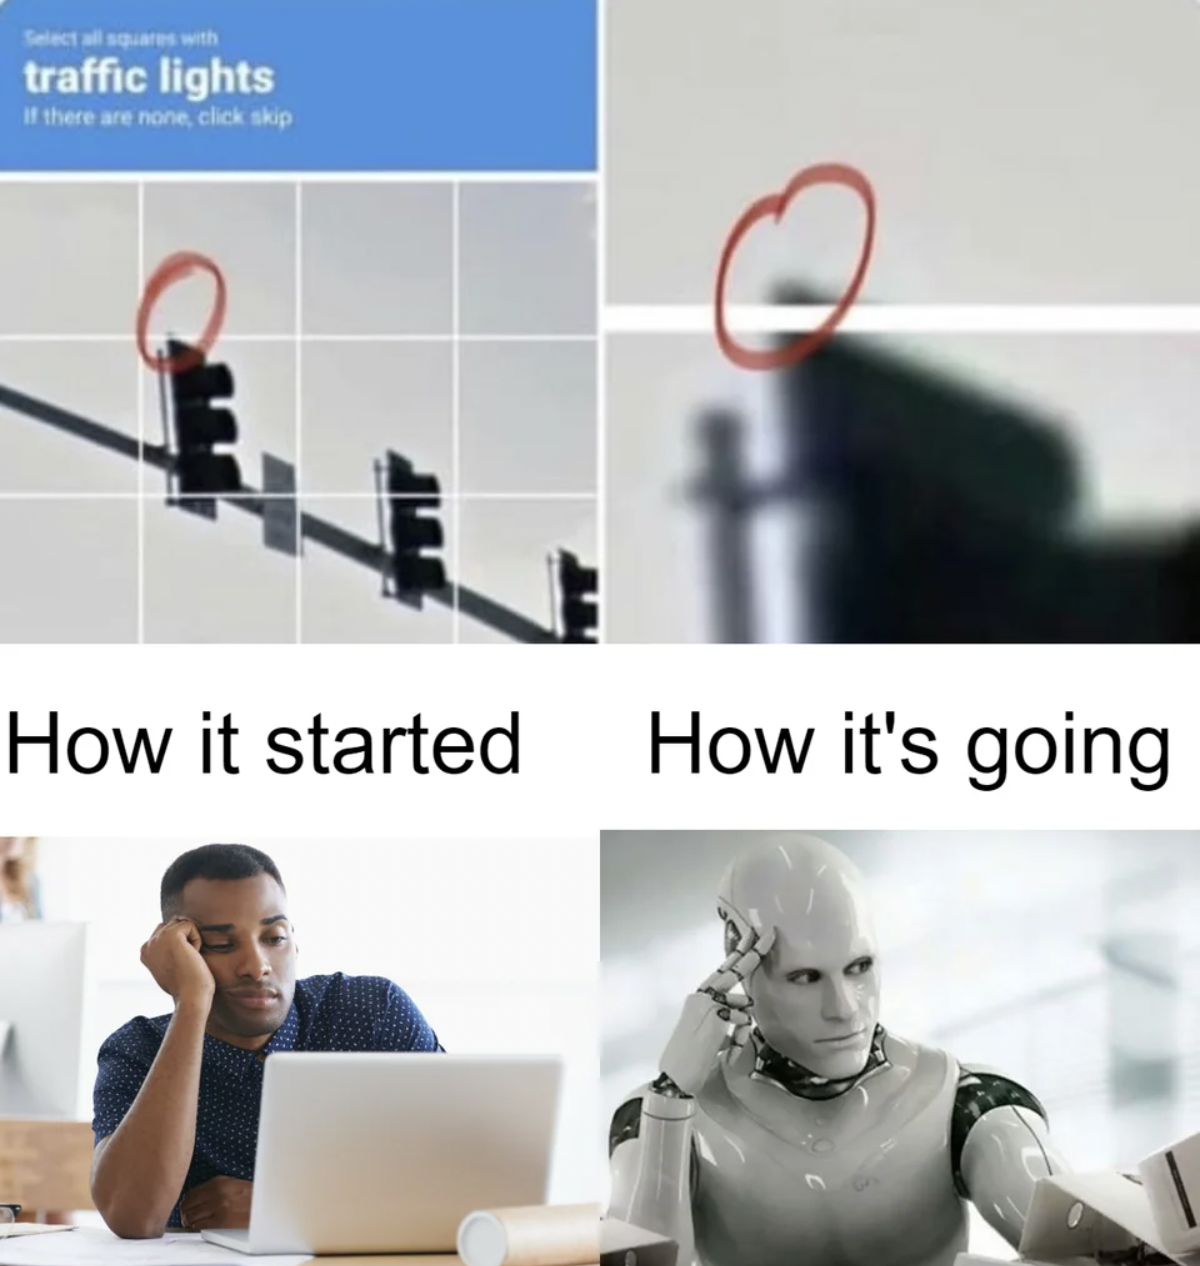 Select all squares with
traffic lights
If there are none, click skip
How it started
How it's going